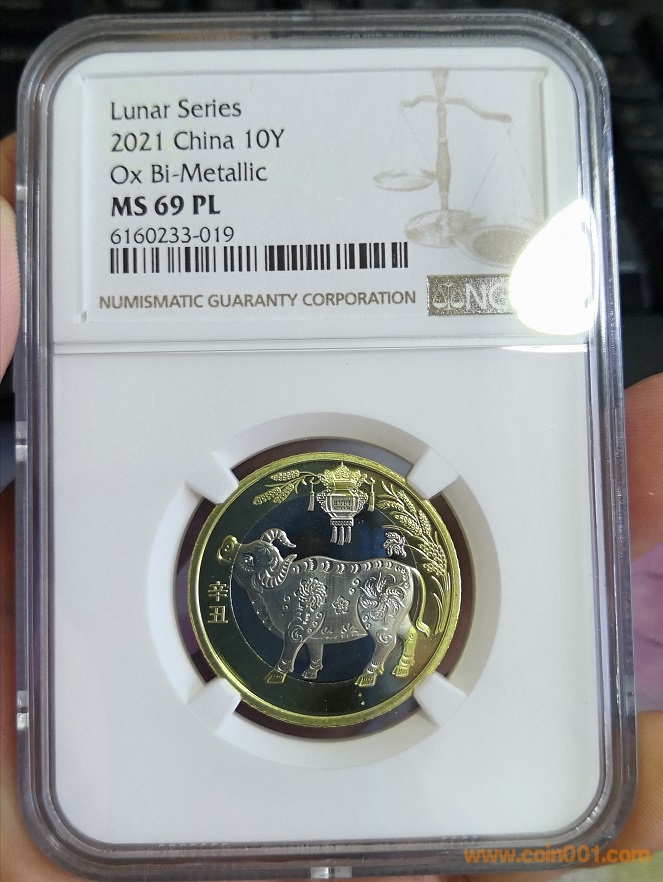 Lunar Series
2021 China 10Y
Ox Bi-Metallic
MS 69 PL
6160233-019
NUMISMATIC GUARANTY CORPORATION
NG
辛
丑
www.coin001.com